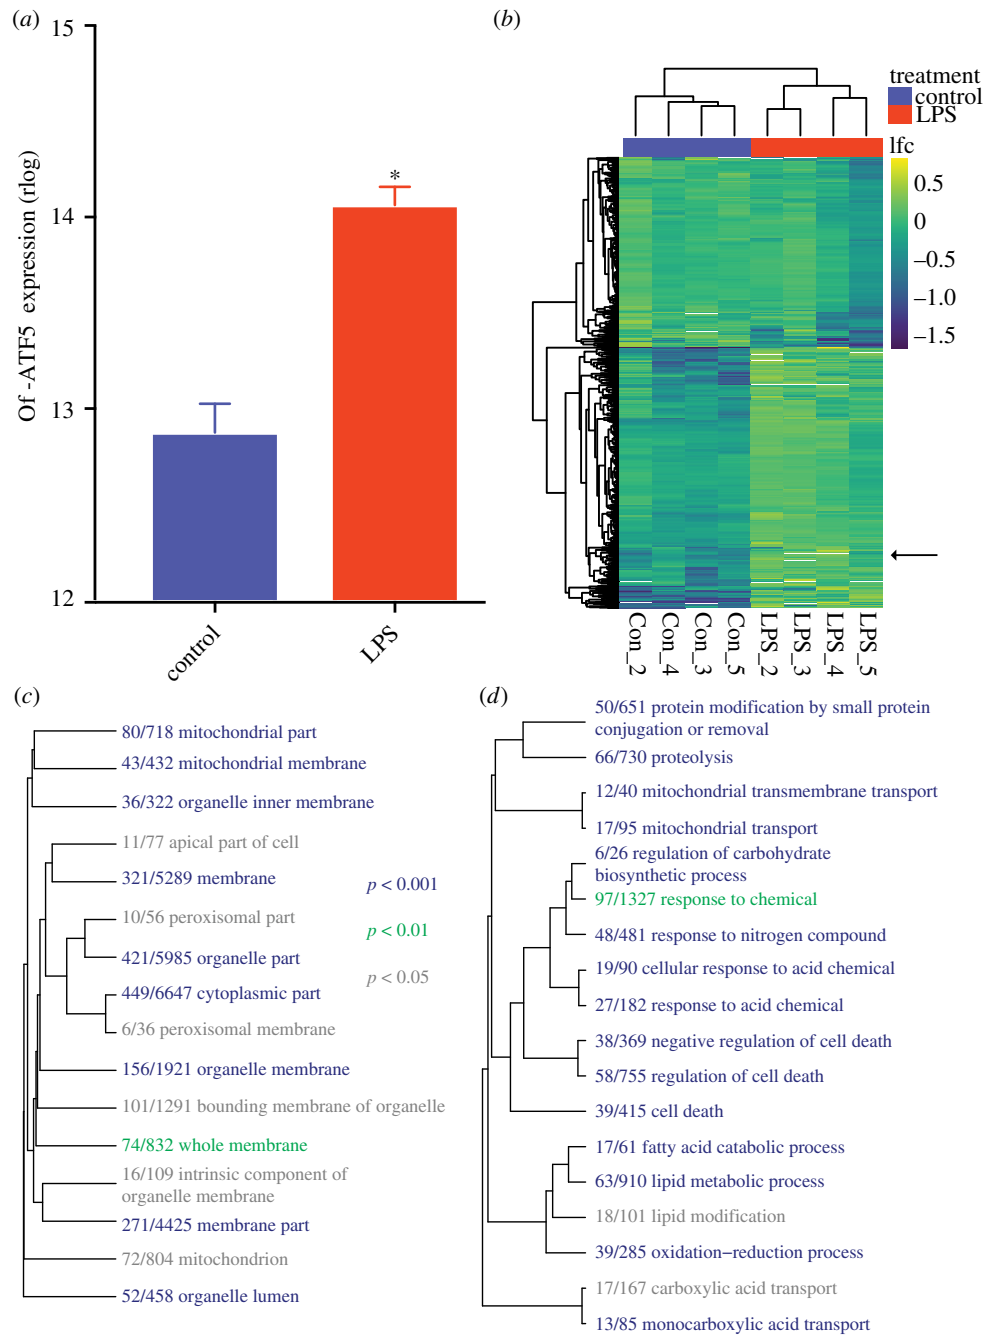 (a)
15
14
13
12
Of -ATF5 expression (rlog)
*
control
LPS
(b)
treatment
control
LPS
lfc
0.5
0
−0.5
−1.0
−1.5
Con_2
Con_4
Con_3
Con_5
LPS_2
LPS_3
LPS_4
LPS_5
(c)
80/718 mitochondrial part
43/432 mitochondrial membrane
36/322 organelle inner membrane
11/77 apical part of cell
321/5289 membrane
10/56 peroxisomal part
421/5985 organelle part
449/6647 cytoplasmic part
6/36 peroxisomal membrane
156/1921 organelle membrane
101/1291 bounding membrane of organelle
74/832 whole membrane
16/109 intrinsic component of
organelle membrane
271/4425 membrane part
72/804 mitochondrion
52/458 organelle lumen
p < 0.001
p < 0.01
p < 0.05
(d)
50/651 protein modification by small protein
conjugation or removal
66/730 proteolysis
12/40 mitochondrial transmembrane transport
17/95 mitochondrial transport
6/26 regulation of carbohydrate
biosynthetic process
97/1327 response to chemical
48/481 response to nitrogen compound
19/90 cellular response to acid chemical
27/182 response to acid chemical
38/369 negative regulation of cell death
58/755 regulation of cell death
39/415 cell death
17/61 fatty acid catabolic process
63/910 lipid metabolic process
18/101 lipid modification
39/285 oxidation−reduction process
17/167 carboxylic acid transport
13/85 monocarboxylic acid transport